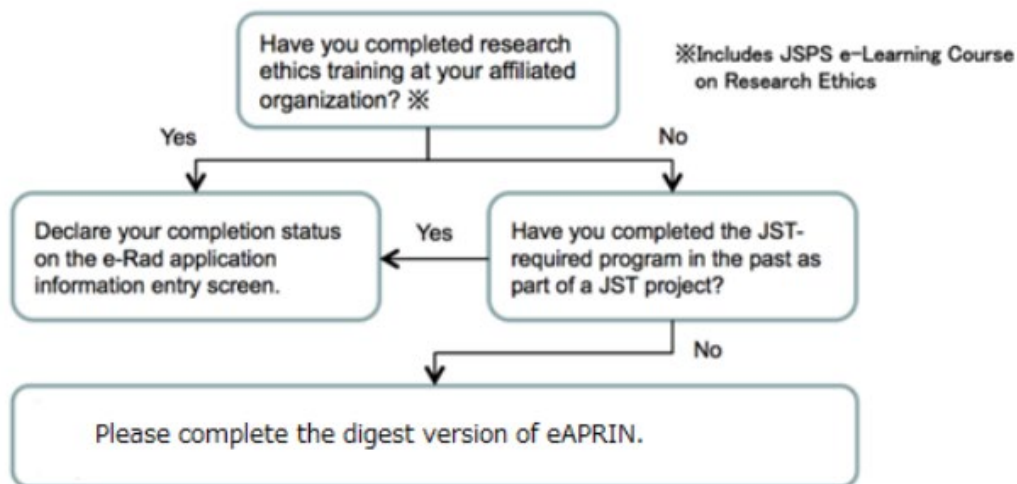 Have you completed research
ethics training at your affiliated
organization? ※
※Includes JSPS e-Learning Course
on Research Ethics
Yes
No
Declare your completion status
on the e-Rad application
information entry screen.
Yes
Have you completed the JST-
required program in the past as
part of a JST project?
No
Please complete the digest version of eAPRIN.